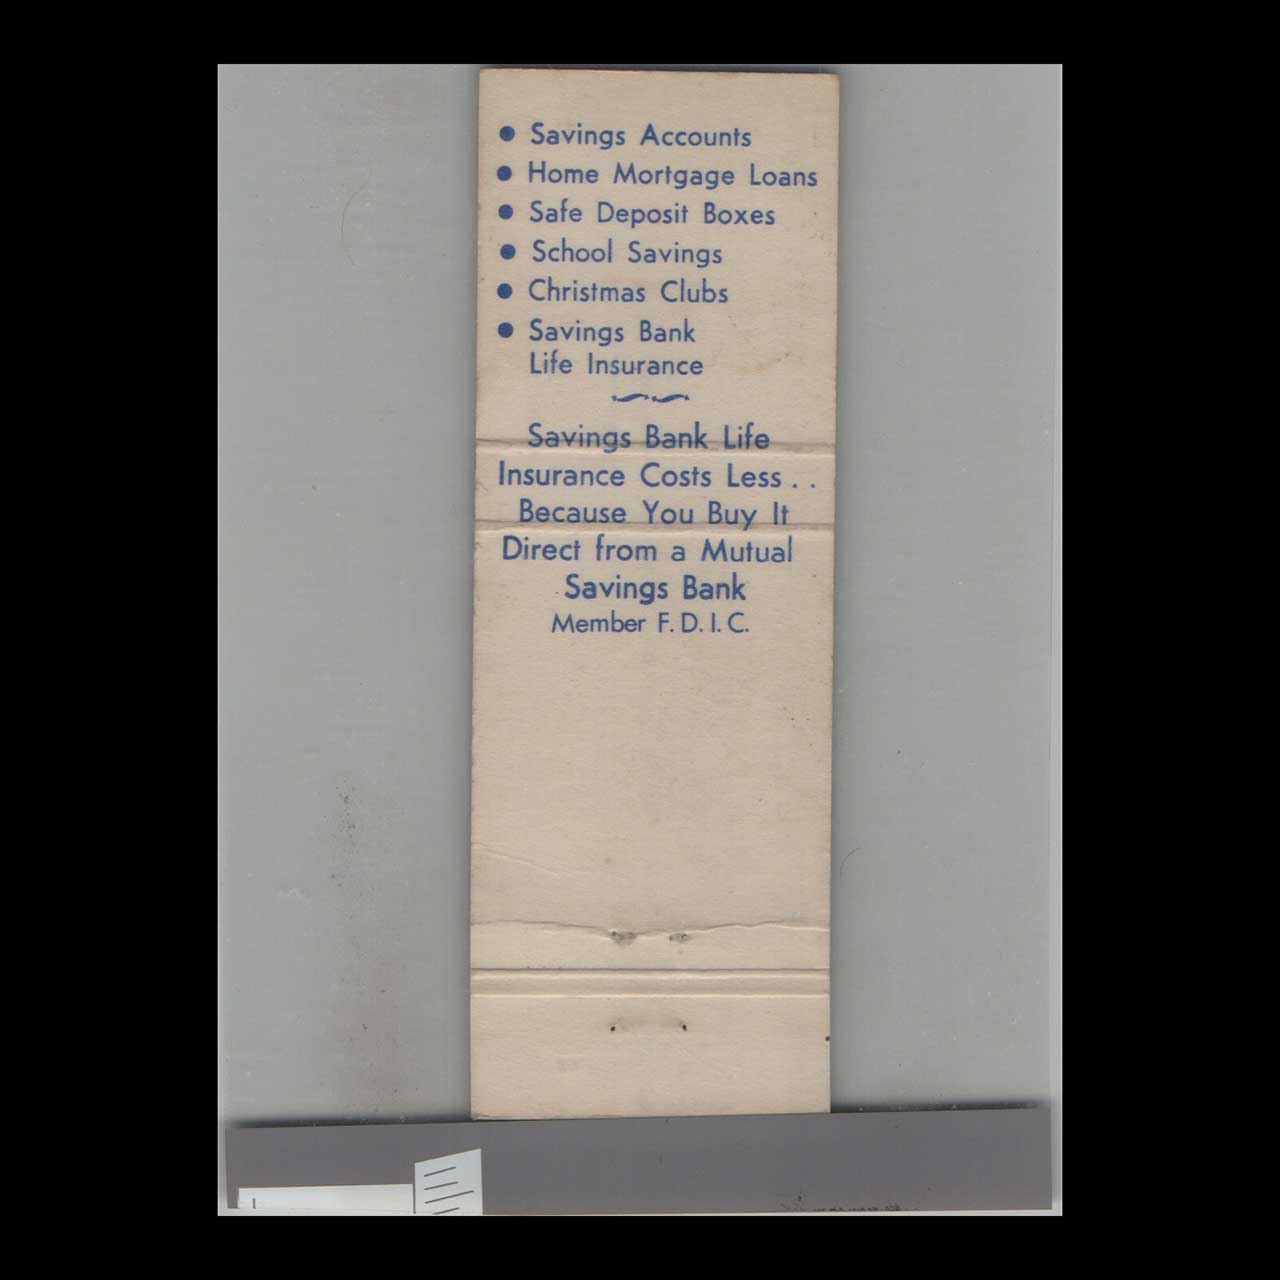 ● Savings Accounts
● Home Mortgage Loans
● Safe Deposit Boxes
● School Savings
● Christmas Clubs
● Savings Bank
Life Insurance
Savings Bank Life
Insurance Costs Less . .
Because You Buy It
Direct from a Mutual
Savings Bank
Member F. D. I. C.